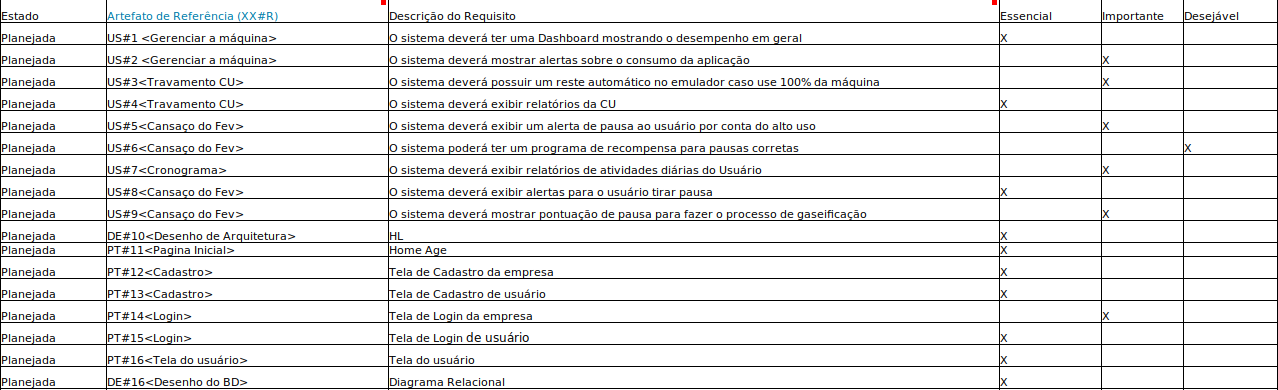 Estado Artefato de Referência (XX#R) Descrição do Requisito Essencial Importante Desejável
Planejada US#1 <Gerenciar a máquina> O sistema deverá ter uma Dashboard mostrando o desempenho em geral X
Planejada US#2 <Gerenciar a máquina> O sistema deverá mostrar alertas sobre o consumo da aplicação X
Planejada US#3<Travamento CU> O sistema deverá possuir um reste automático no emulador caso use 100% da máquina X
Planejada US#4<Travamento CU> O sistema deverá exibir relatórios da CU X
Planejada US#5<Cansaço do Fev> O sistema deverá exibir um alerta de pausa ao usuário por conta do alto uso X
Planejada US#6<Cansaço do Fev> O sistema poderá ter um programa de recompensa para pausas corretas X
Planejada US#7<Cronograma> O sistema deverá exibir relatórios de atividades diárias do Usuário X
Planejada US#8<Cansaço do Fev> O sistema deverá exibir alertas para o usuário tirar pausa X
Planejada US#9<Cansaço do Fev> O sistema deverá mostrar pontuação de pausa para fazer o processo de gaseificação X
Planejada DE#10<Desenho de Arquitetura> HL X
Planejada PT#11<Pagina Inicial> Home Age X
Planejada PT#12<Cadastro> Tela de Cadastro da empresa X
Planejada PT#13<Cadastro> Tela de Cadastro de usuário X
Planejada PT#14<Login> Tela de Login da empresa X
Planejada PT#15<Login> Tela de Login de usuário X
Planejada PT#16<Tela do usuário> Tela do usuário X
Planejada DE#16<Desenho do BD> Diagrama Relacional X